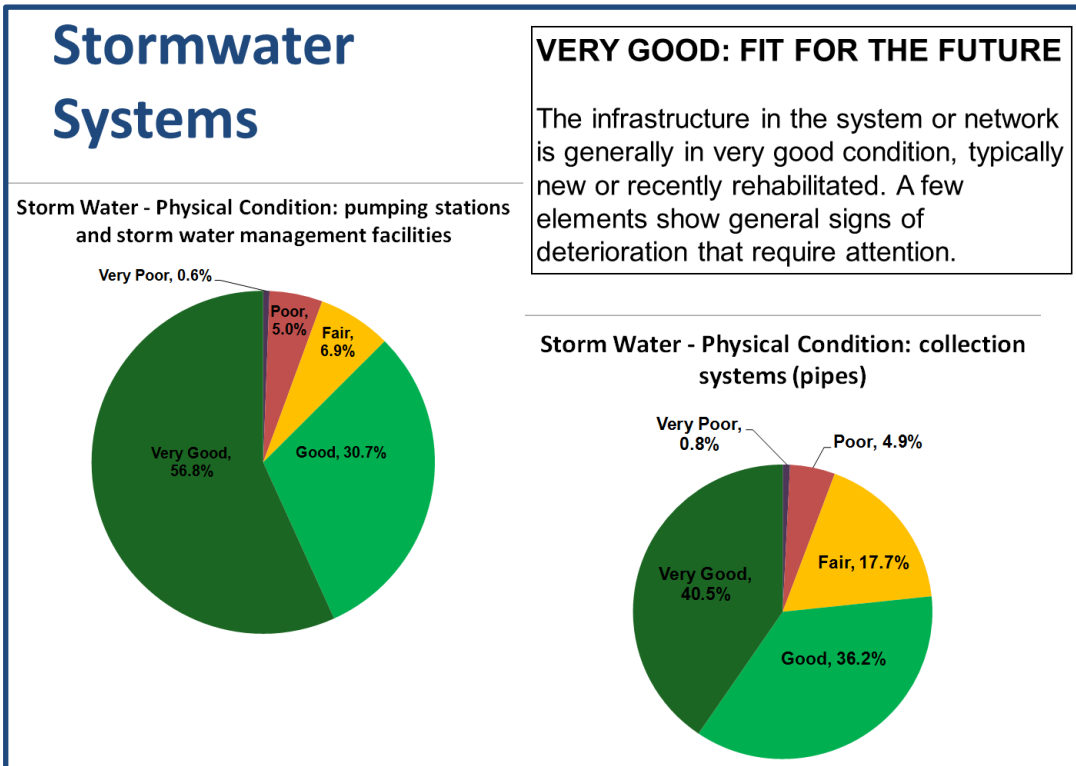 Stormwater
Systems
VERY GOOD: FIT FOR THE FUTURE
The infrastructure in the system or network
is generally in very good condition, typically
new or recently rehabilitated. A few
elements show general signs of
deterioration that require attention.
Storm Water - Physical Condition: pumping stations
and storm water management facilities
Very Poor, 0.6%
Poor,
5.0%
Fair,
6.9%
Good, 30.7%
Very Good,
56.8%
Storm Water - Physical Condition: collection
systems (pipes)
Very Poor,
0.8%
Poor, 4.9%
Fair, 17.7%
Good, 36.2%
Very Good,
40.5%